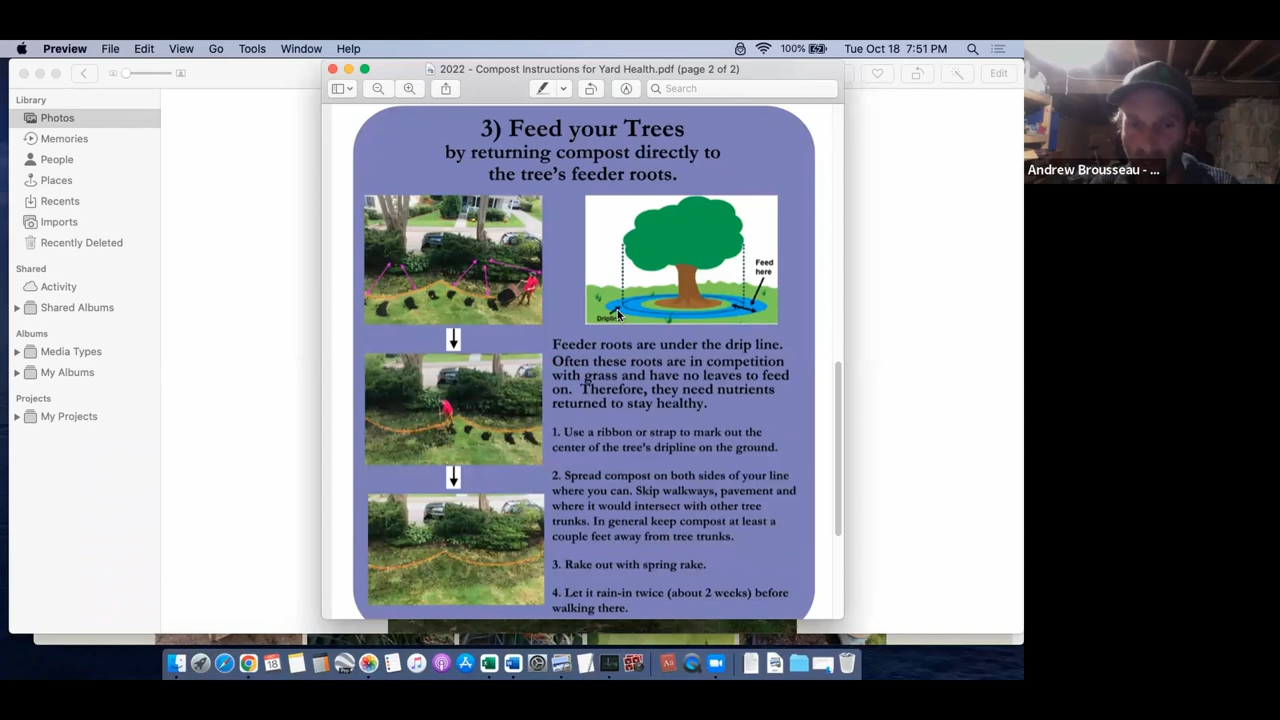 Preview File Edit View Go Tools Window Help
100% Tue Oct 18 7:51 PM
2022 - Compost Instructions for Yard Health.pdf (page 2 of 2)
Search
Edit
Library
Photos
Memories
People
Places
Recents
Imports
Recently Deleted
Shared
Activity
Shared Albums
Albums
Media Types
My Albums
Projects
My Projects
3) Feed your Trees
by returning compost directly to
the tree's feeder roots.
Feed
here
Feeder roots are under the drip line.
Often these roots are in competition
with grass and have no leaves to feed
on. Therefore, they need nutrients
returned to stay healthy.
1. Use a ribbon or strap to mark out the
center of the tree's dripline on the ground.
2. Spread compost on both sides of your line
where you can. Skip walkways, pavement and
where it would intersect with other tree
trunks. In general keep compost at least a
couple feet away from tree trunks.
3. Rake out with spring rake.
4. Let it rain-in twice (about 2 weeks) before
walking there.
Andrew Brousseau - ...
18